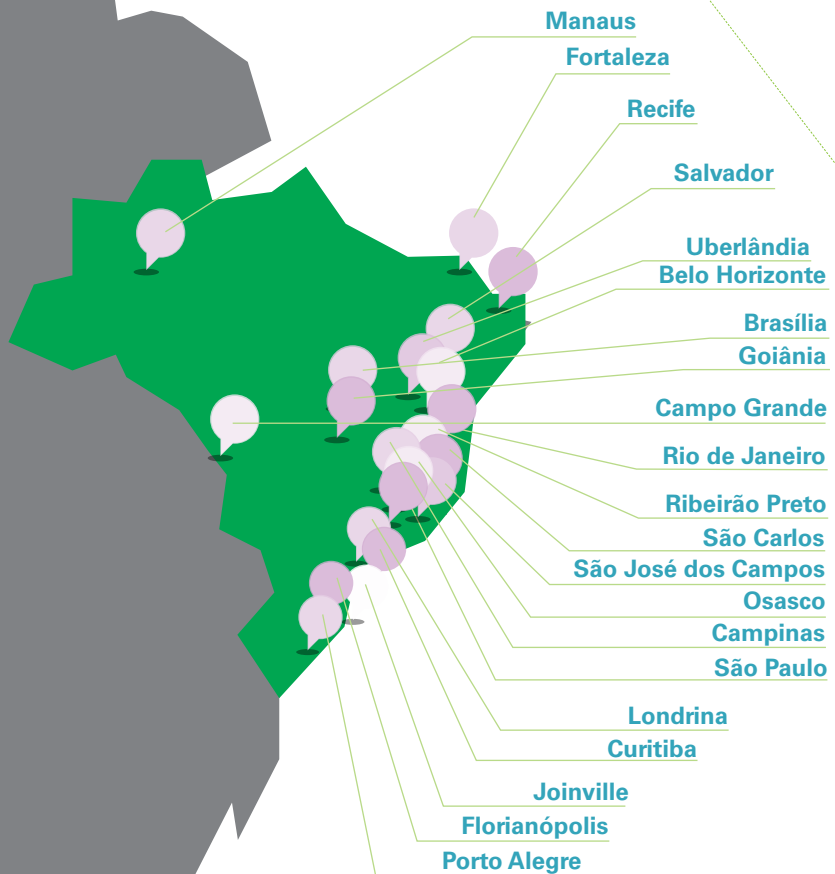 Manaus
Fortaleza
Recife
Salvador
Uberlândia
Belo Horizonte
Brasília
Goiânia
Campo Grande
Rio de Janeiro
Ribeirão Preto
São Carlos
São José dos Campos
Osasco
Campinas
São Paulo
Londrina
Curitiba
Joinville
Florianópolis
Porto Alegre